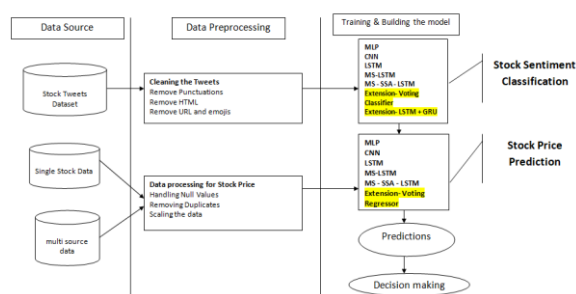 Data Source
Data Preprocessing
Training & Building the model
Stock Tweets
Dataset
Cleaning the Tweets
Remove Punctuations
Remove HTML
Remove URL and emojis
MLP
CNN
LSTM
MS-LSTM
MS -SSA - LSTM
Extension- Voting
Classifier
Extension- LSTM + GRU
Stock Sentiment
Classification
Single Stock Data
multi source
data
Data processing for Stock Price
Handling Null Values
Removing Duplicates
Scaling the data
MLP
CNN
LSTM
MS-LSTM
MS - SSA - LSTM
Extension- Voting
Regressor
Stock Price
Prediction
Predictions
Decision making